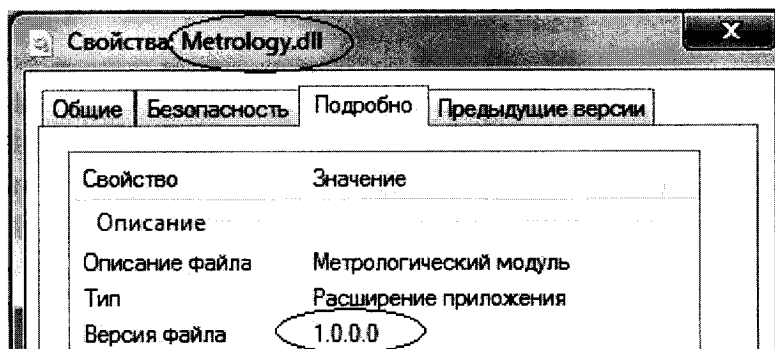 Свойства: Metrology.dll
Общие Безопасность Подробно Предыдущие версии
Свойство Значение
Описание
Описание файла Метрологический модуль
Тип Расширение приложения
Версия файла 1.0.0.0